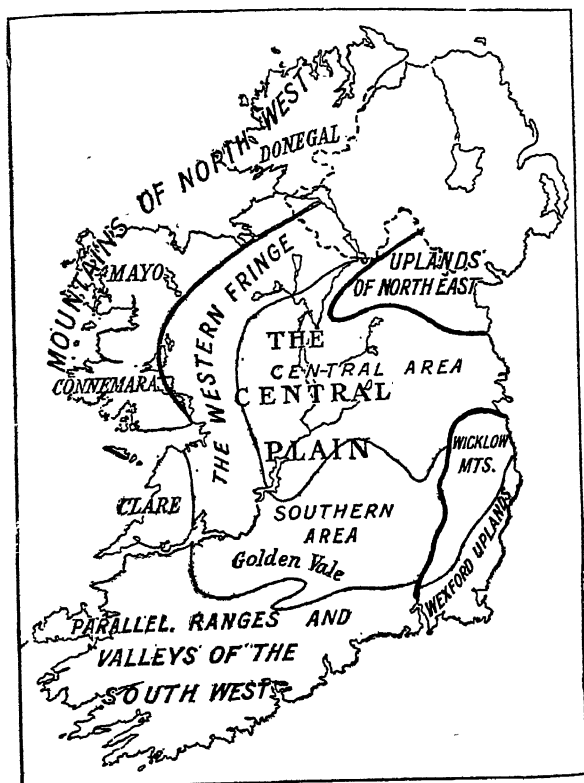 MOUNTAINS OF NORTH WEST
DONEGAL
MAYO
THE WESTERN FRINGE
UPLANDS
OF NORTH EAST
THE
CENTRAL AREA
CONNEMARA
CENTRAL
PLAIN
WICKLOW
MTS.
CLARE
SOUTHERN
AREA
Golden Vale
WEXFORD UPLANDS
PARALLEL. RANGES AND
VALLEYS OF THE
SOUTH WEST